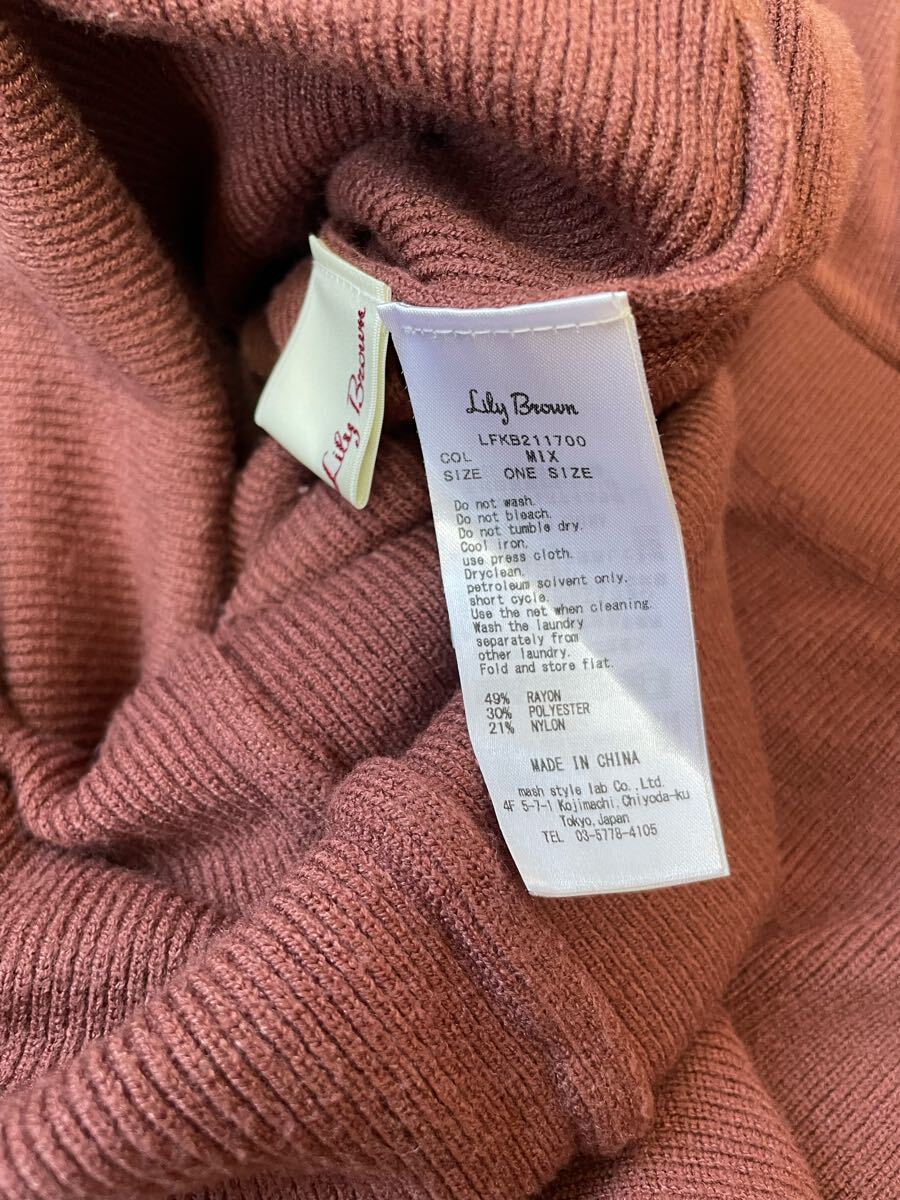 Lily Brown
Lily Brown
LFKB211700
COL MIX
SIZE ONE SIZE
Do not wash.
Do not bleach.
Do not tumble dry.
Cool iron.
use press cloth.
Dryclean.
petroleum solvent only.
short cycle.
Use the net when cleaning.
Wash the laundry
separately from
other laundry.
Fold and store flat.
49% RAYON
30% POLYESTER
21% NYLON
MADE IN CHINA
mash style lab Co.,Ltd.
4F 5-7-1 Kojimachi,Chiyoda-ku
Tokyo,Japan
TEL 03-5778-4105